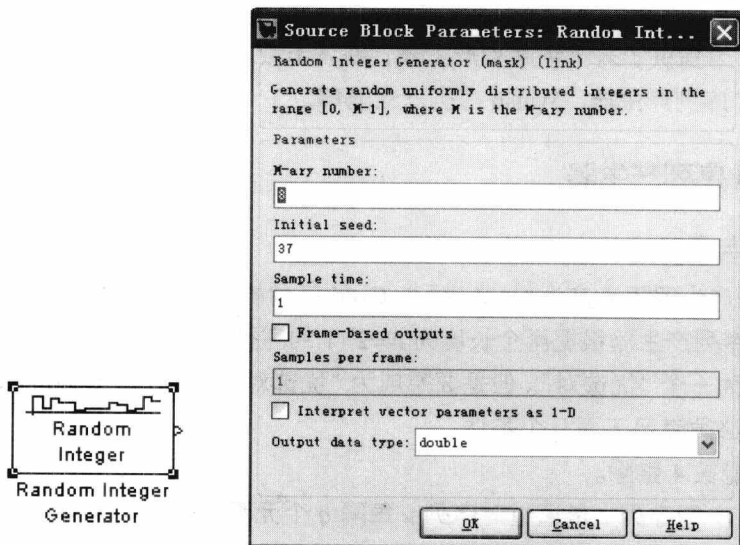 Source Block Parameters: Random Int...
Random Integer Generator (mask) (link)
Generate random uniformly distributed integers in the
range [0, M-1], where M is the M-ary number.
Parameters
M-ary number:
8
Initial seed:
37
Sample time:
1
Frame-based outputs
Samples per frame:
1
Interpret vector parameters as 1-D
Output data type: double
OK
Cancel
Help
Random
Integer
Random Integer
Generator